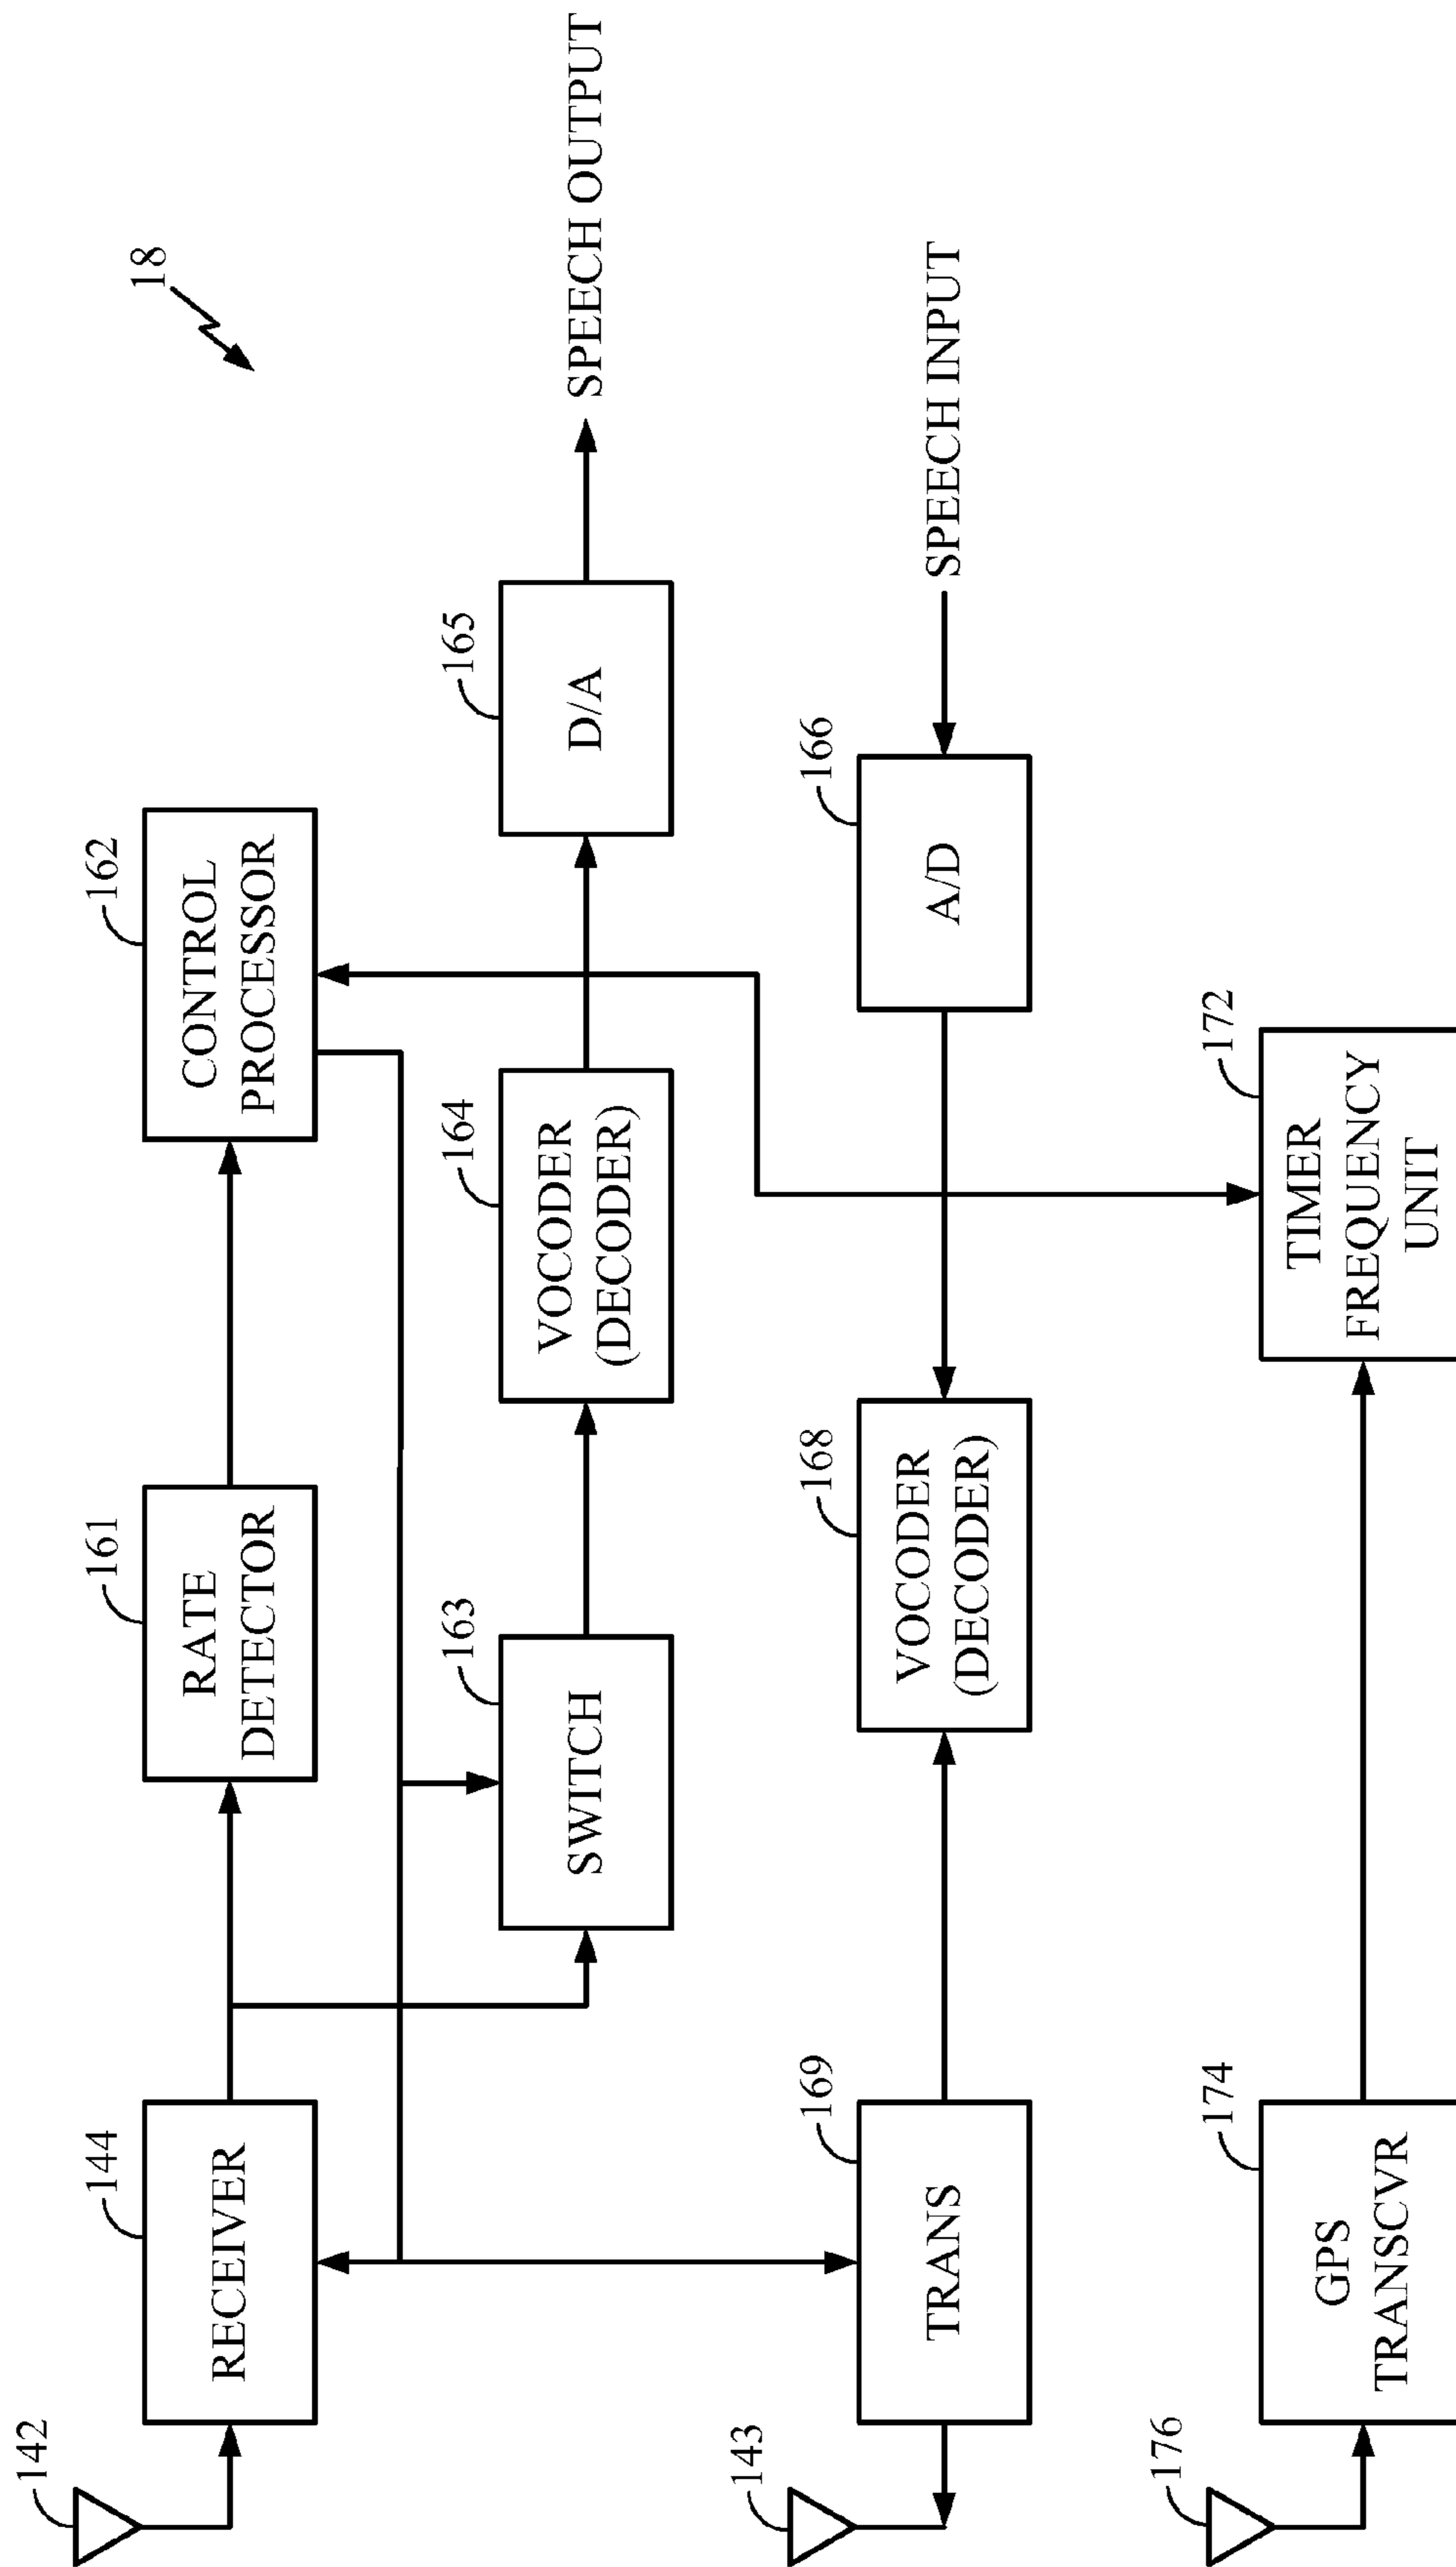 18
142
144
RECEIVER
161
RATE
DETECTOR
162
CONTROL
PROCESSOR
163
SWITCH
164
VOCODER
(DECODER)
165
D/A
SPEECH OUTPUT
143
169
TRANS
168
VOCODER
(DECODER)
166
A/D
SPEECH INPUT
176
174
GPS
TRANSCVR
172
TIMER
FREQUENCY
UNIT